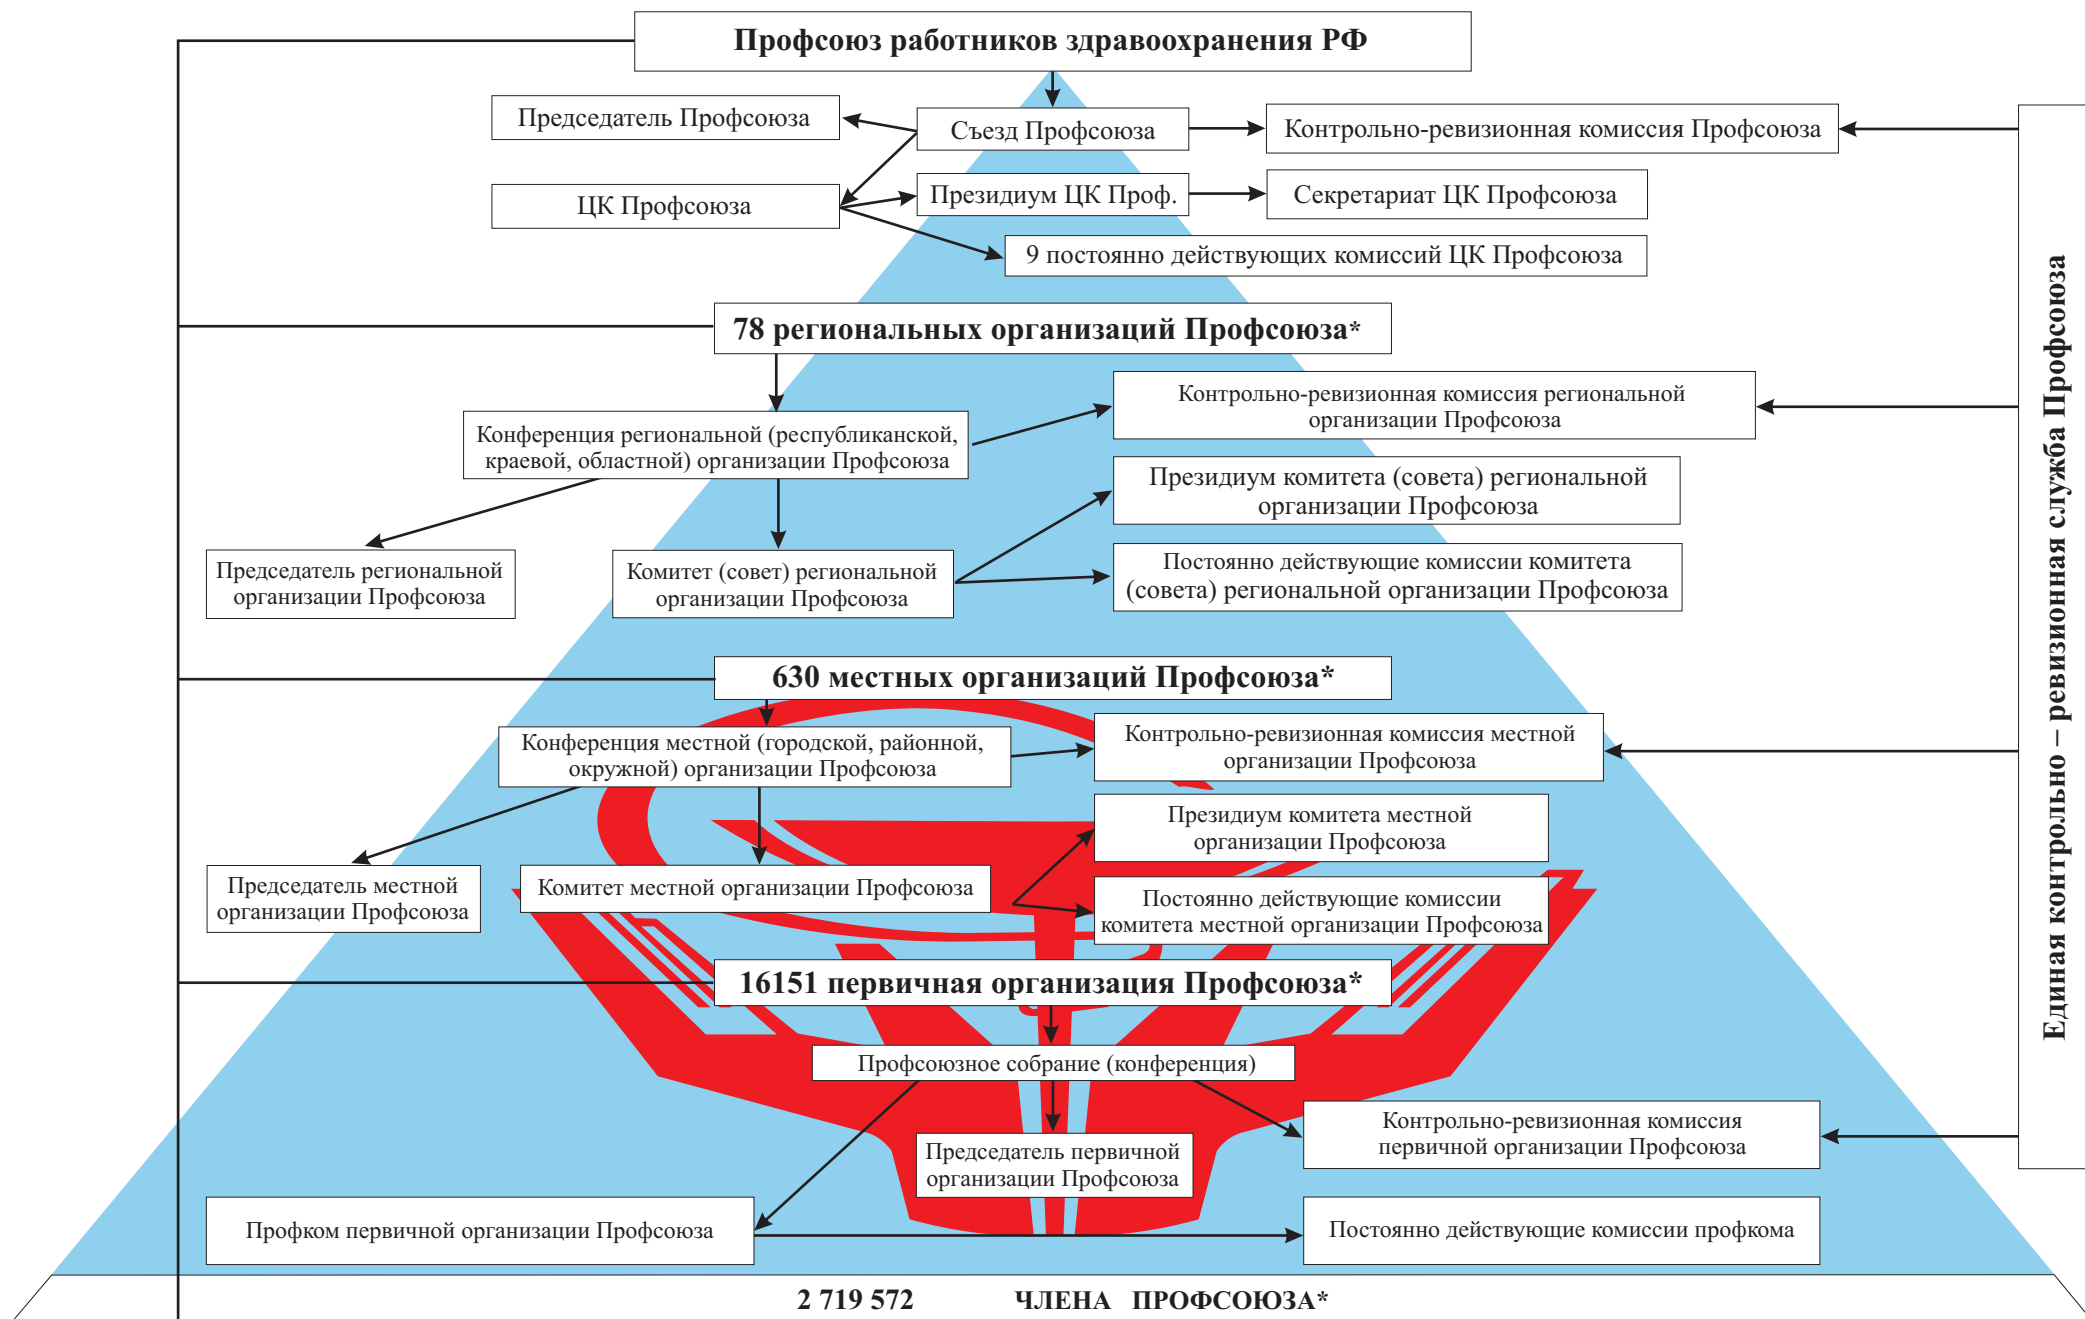 Профсоюз работников здравоохранения РФ
Председатель Профсоюза
Съезд Профсоюза
Контрольно-ревизионная комиссия Профсоюза
ЦК Профсоюза
Президиум ЦК Проф.
Секретариат ЦК Профсоюза
9 постоянно действующих комиссий ЦК Профсоюза
78 региональных организаций Профсоюза*
Контрольно-ревизионная комиссия региональной
организации Профсоюза
Конференция региональной (республиканской,
краевой, областной) организации Профсоюза
Президиум комитета (совета) региональной
организации Профсоюза
Председатель региональной
организации Профсоюза
Комитет (совет) региональной
организации Профсоюза
Постоянно действующие комиссии комитета
(совета) региональной организации Профсоюза
630 местных организаций Профсоюза*
Конференция местной (городской, районной,
окружной) организации Профсоюза
Контрольно-ревизионная комиссия местной
организации Профсоюза
Президиум комитета местной
организации Профсоюза
Председатель местной
организации Профсоюза
Комитет местной организации Профсоюза
Постоянно действующие комиссии
комитета местной организации Профсоюза
16151 первичная организация Профсоюза*
Профсоюзное собрание (конференция)
Контрольно-ревизионная комиссия
первичной организации Профсоюза
Председатель первичной
организации Профсоюза
Профком первичной организации Профсоюза
Постоянно действующие комиссии профкома
2 719 572 ЧЛЕНА ПРОФСОЮЗА*
Единая контрольно – ревизионная служба Профсоюза